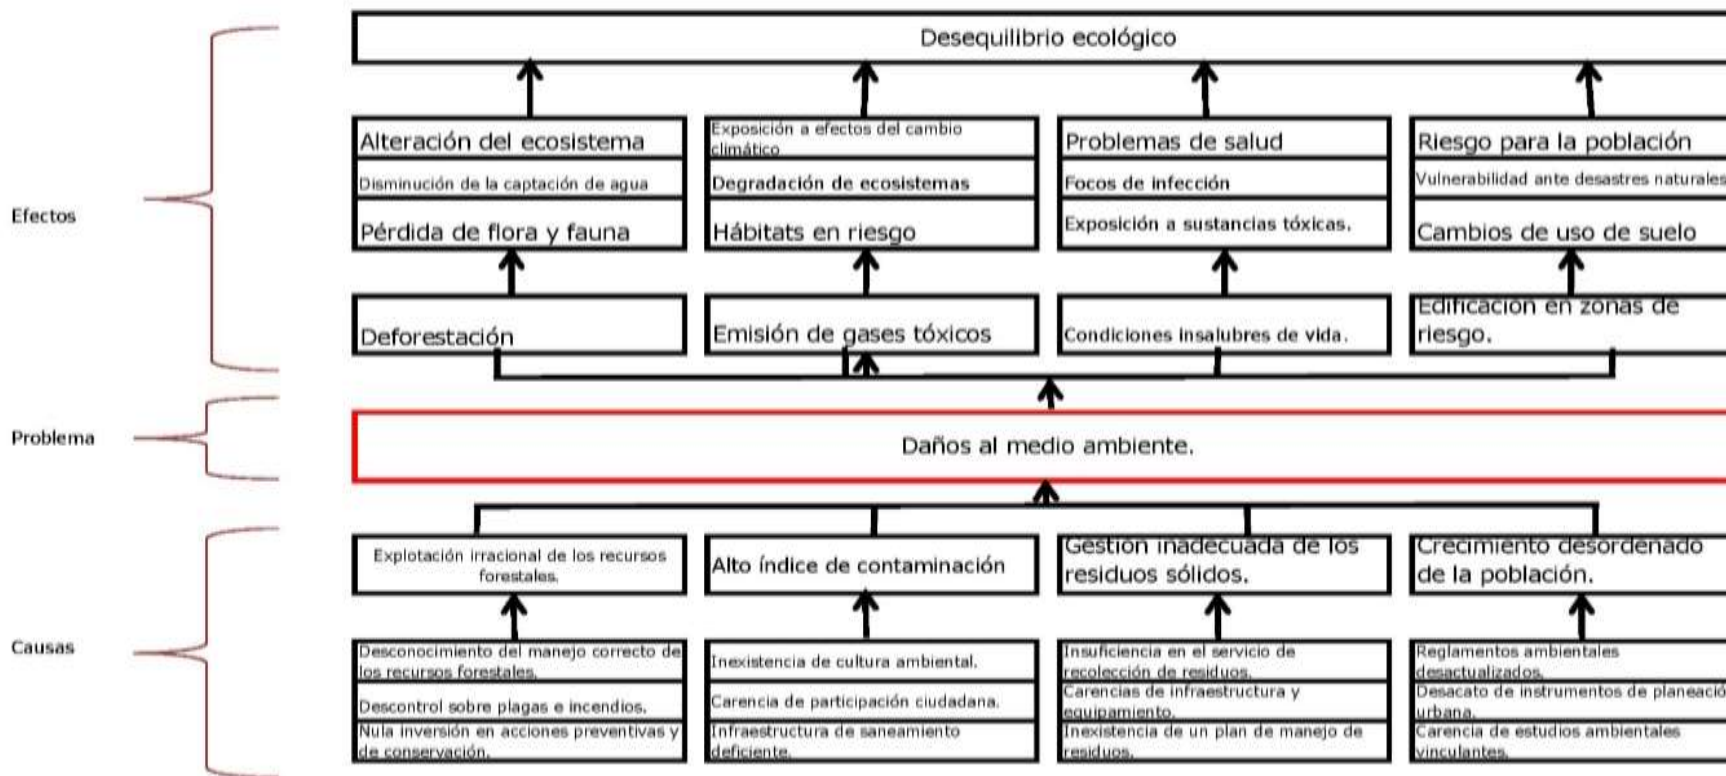 Desequilibrio ecológico
Alteración del ecosistema
Disminución de la captación de agua
Pérdida de flora y fauna
Exposición a efectos del cambio
climático
Degradación de ecosistemas
Hábitats en riesgo
Problemas de salud
Focos de infección
Exposición a sustancias tóxicas.
Riesgo para la población
Vulnerabilidad ante desastres naturales
Cambios de uso de suelo
Efectos
Deforestación
Emisión de gases tóxicos
Condiciones insalubres de vida.
Edificación en zonas de
riesgo.
Problema
Daños al medio ambiente.
Explotación irracional de los recursos
forestales.
Alto índice de contaminación
Gestión inadecuada de los
residuos sólidos.
Crecimiento desordenado
de la población.
Causas
Desconocimiento del manejo correcto de
los recursos forestales.
Descontrol sobre plagas e incendios.
Nula inversión en acciones preventivas y
de conservación.
Inexistencia de cultura ambiental.
Carencia de participación ciudadana.
Infraestructura de saneamiento
deficiente.
Insuficiencia en el servicio de
recolección de residuos.
Carencias de infraestructura y
equipamiento.
Inexistencia de un plan de manejo de
residuos.
Reglamentos ambientales
desactualizados.
Desacato de instrumentos de planeació
urbana.
Carencia de estudios ambientales
vinculantes.